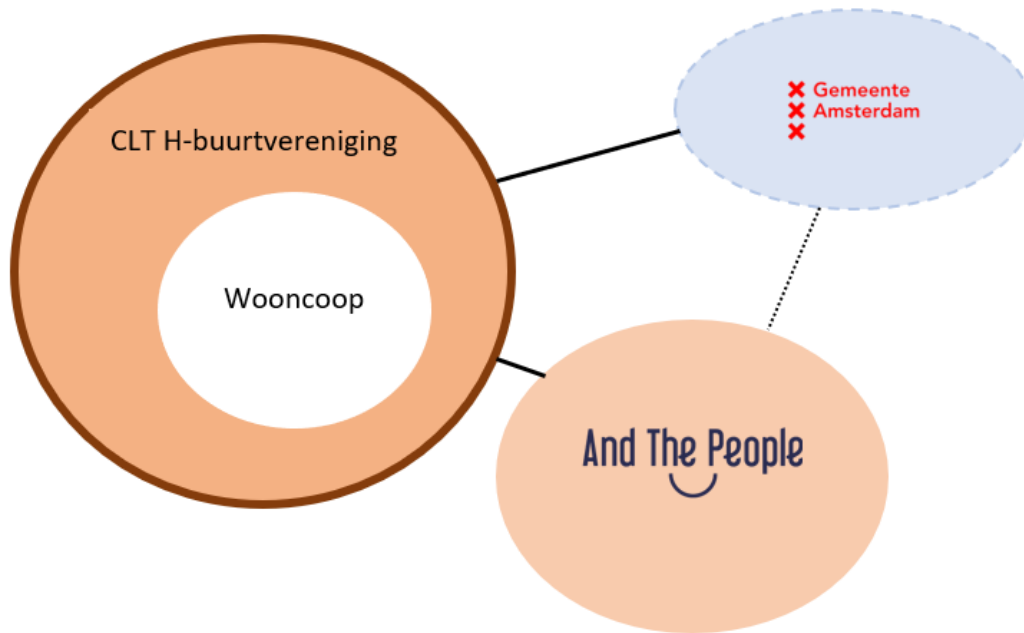 CLT H-buurtvereniging
Wooncoop
Gemeente
Amsterdam
And The People